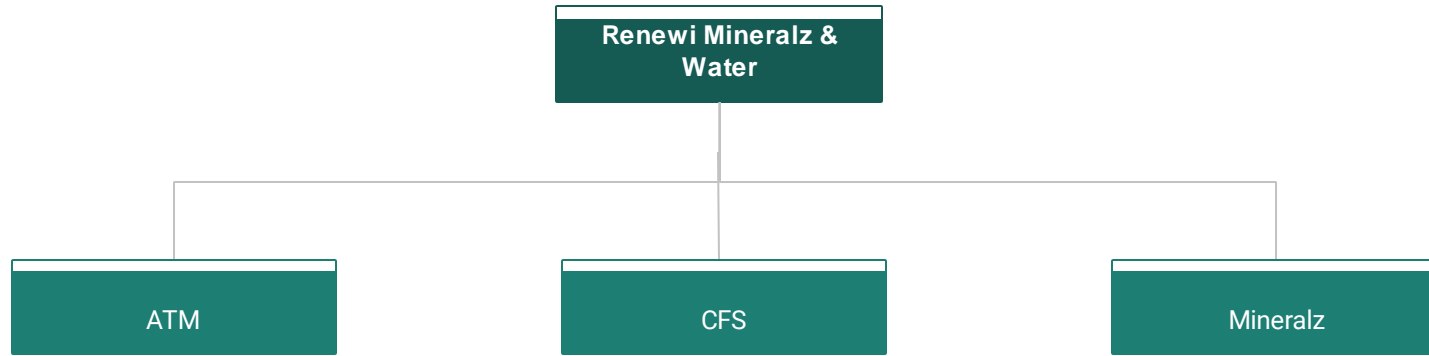 Renewi Mineralz &
Water
ATM
CFS
Mineralz